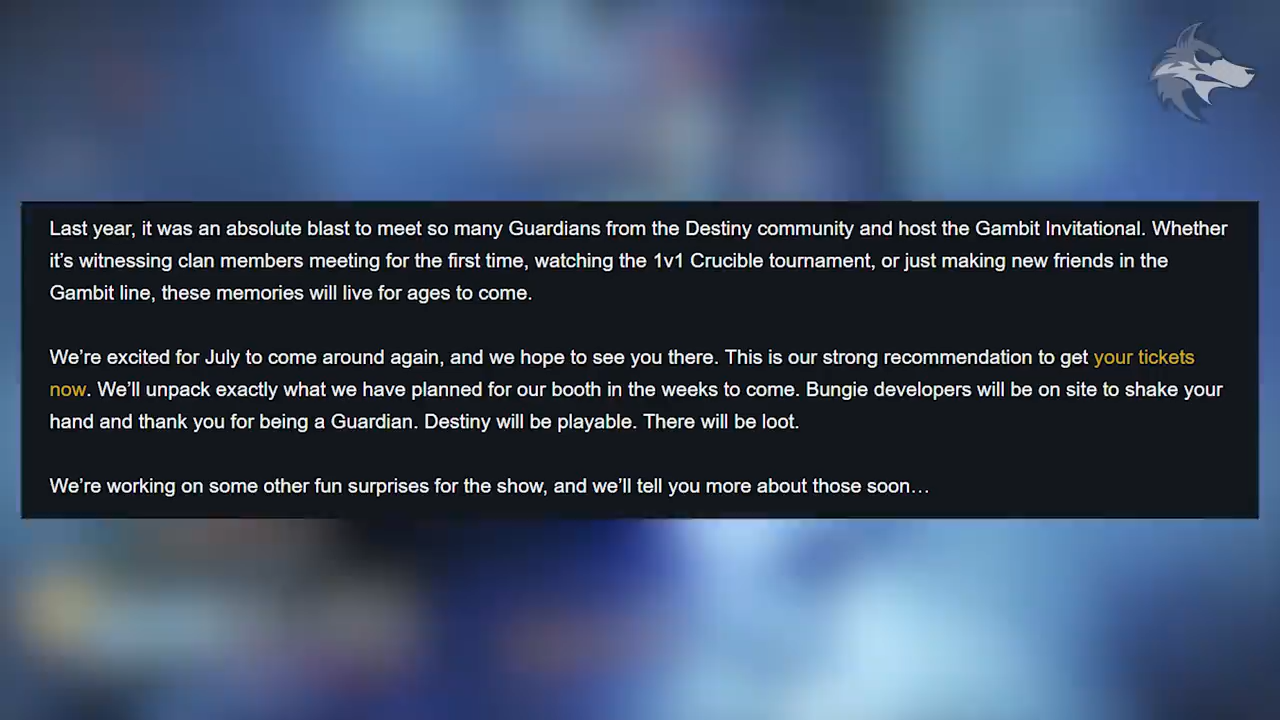 Last year, it was an absolute blast to meet so many Guardians from the Destiny community and host the Gambit Invitational. Whether
it’s witnessing clan members meeting for the first time, watching the 1v1 Crucible tournament, or just making new friends in the
Gambit line, these memories will live for ages to come.
We’re excited for July to come around again, and we hope to see you there. This is our strong recommendation to get your tickets
now. We’ll unpack exactly what we have planned for our booth in the weeks to come. Bungie developers will be on site to shake your
hand and thank you for being a Guardian. Destiny will be playable. There will be loot.
We’re working on some other fun surprises for the show, and we’ll tell you more about those soon…